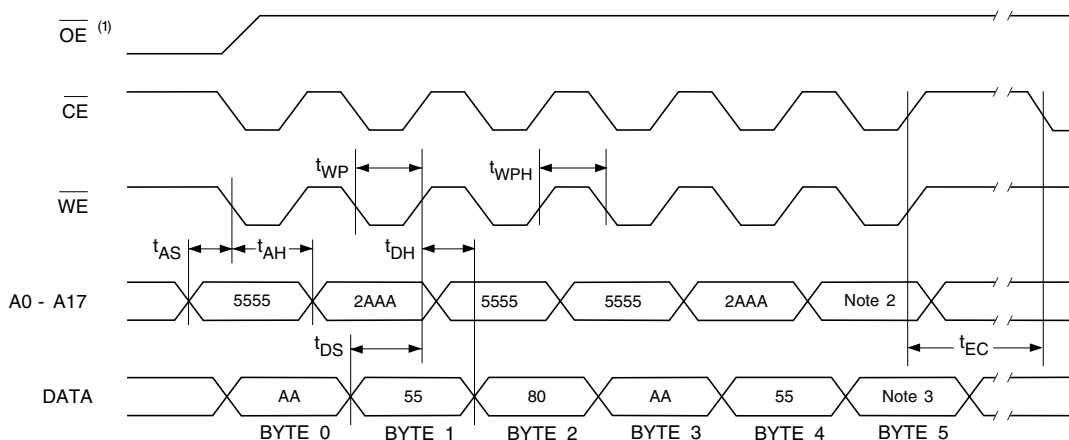 OE (1)
CE
tWP
tWPH
WE
tAS
tAH
tDH
A0 - A17
5555
2AAA
5555
5555
2AAA
Note 2
tDS
tEC
DATA
AA
55
80
AA
55
Note 3
BYTE 0
BYTE 1
BYTE 2
BYTE 3
BYTE 4
BYTE 5